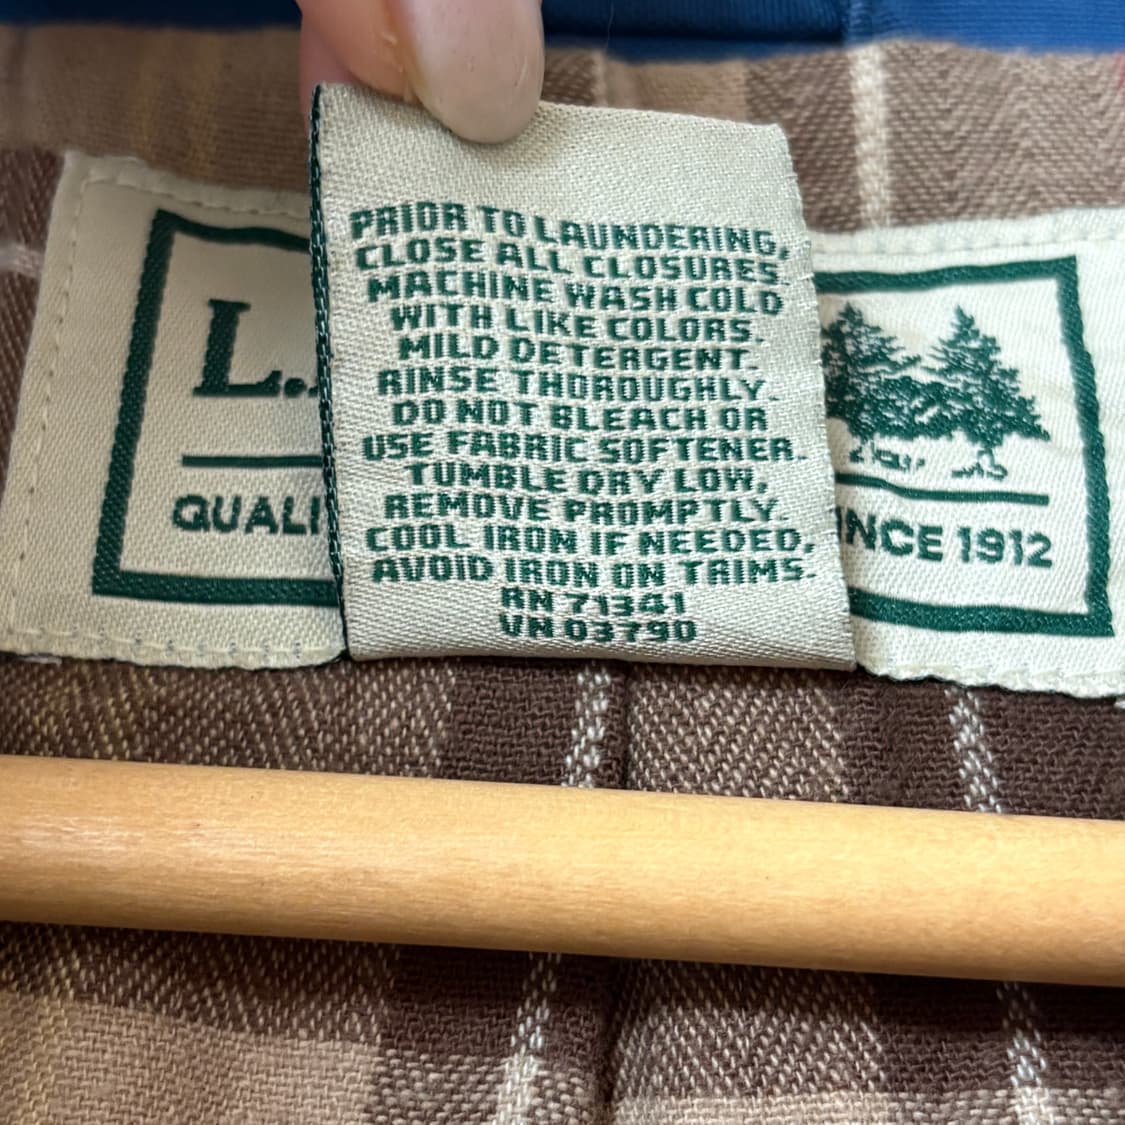 PRIOR TO LAUNDERING,
CLOSE ALL CLOSURES.
MACHINE WASH COLD
WITH LIKE COLORS.
MILD DETERGENT.
RINSE THOROUGHLY.
DO NOT BLEACH OR
USE FABRIC SOFTENER.
TUMBLE DRY LOW,
REMOVE PROMPTLY.
COOL IRON IF NEEDED,
AVOID IRON ON TRIMS.
RN 71341
VN 03790
L.
QUALI
INCE 1912